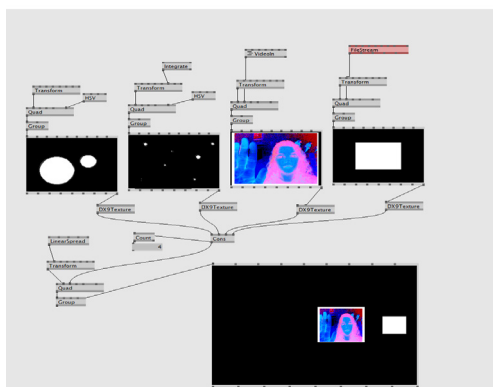 FileStream
VideoIn
Integrate
Transform
Transform
Transform
Transform
HSV
HSV
Quad
Quad
Quad
Quad
Group
Group
Group
Group
DX9Texture
DX9Texture
DX9Texture
DX9Texture
LinearSpread
Count
Cons
4
Transform
Quad
Group